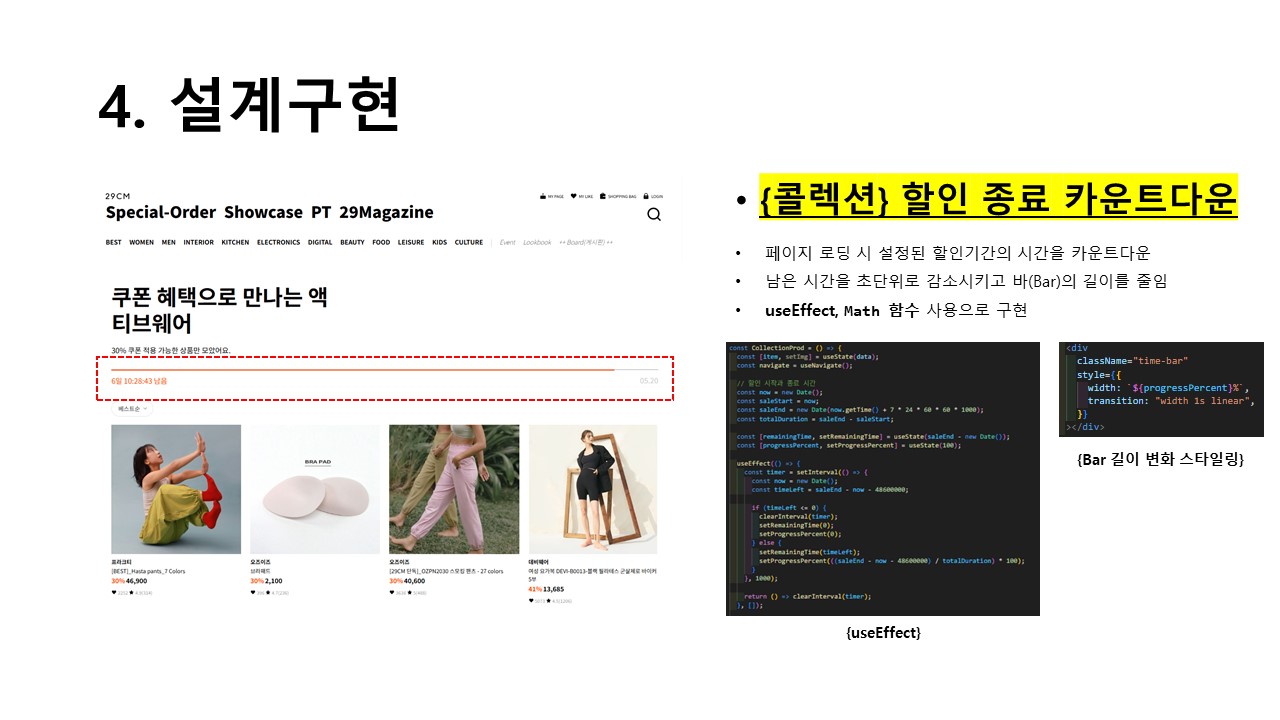 4. 설계구현
29CM
MY PAGE MY LIKE SHOPPING BAG LOGIN
Special-Order Showcase PT 29Magazine
BEST WOMEN MEN INTERIOR KITCHEN ELECTRONICS DIGITAL BEAUTY FOOD LEISURE KIDS CULTURE Event Lookbook ++ Board(게시판) ++
쿠폰 혜택으로 만나는 액
티브웨어
30% 쿠폰 적용 가능한 상품만 모았어요.
6일 10:28:43 남음
05.20
베스트순
BRA PAD
프라크티
[BEST]_Hasta pants_7 Colors
30% 46,900
오즈이즈
브라패드
30% 2,100
오즈이즈
(29CM 단독)_OZPN2030 스모킹 팬츠 - 27 colors
30% 40,600
데비웨어
여성 요가복 DEVI-B0013-블랙 필라테스 군살제로 바이커
5부
41% 13,685
• {콜렉션} 할인 종료 카운트다운
• 페이지 로딩 시 설정된 할인기간의 시간을 카운트다운
• 남은 시간을 초단위로 감소시키고 바(Bar)의 길이를 줄임
• useEffect, Math 함수 사용으로 구현
const CollectionProd = () => {
const [item, setImg] = useState(data);
const navigate = useNavigate();
// 할인 시작과 종료 시간
const now = new Date();
const saleStart = now;
const saleEnd = new Date(now.getTime() + 7 * 24 * 60 * 60 * 1000);
const totalDuration = saleEnd - saleStart;
const [remainingTime, setRemainingTime] = useState(saleEnd - new Date());
const [progressPercent, setProgressPercent] = useState(100);
useEffect(() => {
const timer = setInterval(() => {
const now = new Date();
const timeLeft = saleEnd - now - 48600000;
if (timeLeft <= 0) {
clearInterval(timer);
setRemainingTime(0);
setProgressPercent(0);
} else {
setRemainingTime(timeLeft);
setProgressPercent(((saleEnd - now - 48600000) / totalDuration) * 100);
}
}, 1000);
return () => clearInterval(timer);
}, []);
{useEffect}
<div
className="time-bar"
style={{
width: `${progressPercent}%`,
transition: "width 1s linear",
}}
></div>
{Bar 길이 변화 스타일링}